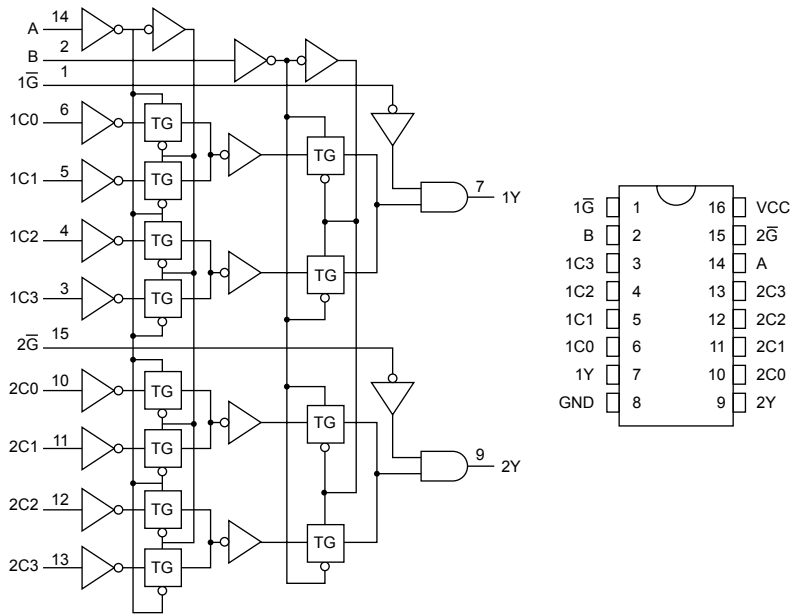 A 14
B 2
1G̅ 1
1C0 6
TG
1C1 5
TG
TG
7 1Y
1C2 4
TG
TG
1C3 3
TG
2G̅ 15
2C0 10
TG
TG
2C1 11
TG
9 2Y
2C2 12
TG
TG
2C3 13
TG
1G̅ 1 16 VCC
B 2 15 2G̅
1C3 3 14 A
1C2 4 13 2C3
1C1 5 12 2C2
1C0 6 11 2C1
1Y 7 10 2C0
GND 8 9 2Y